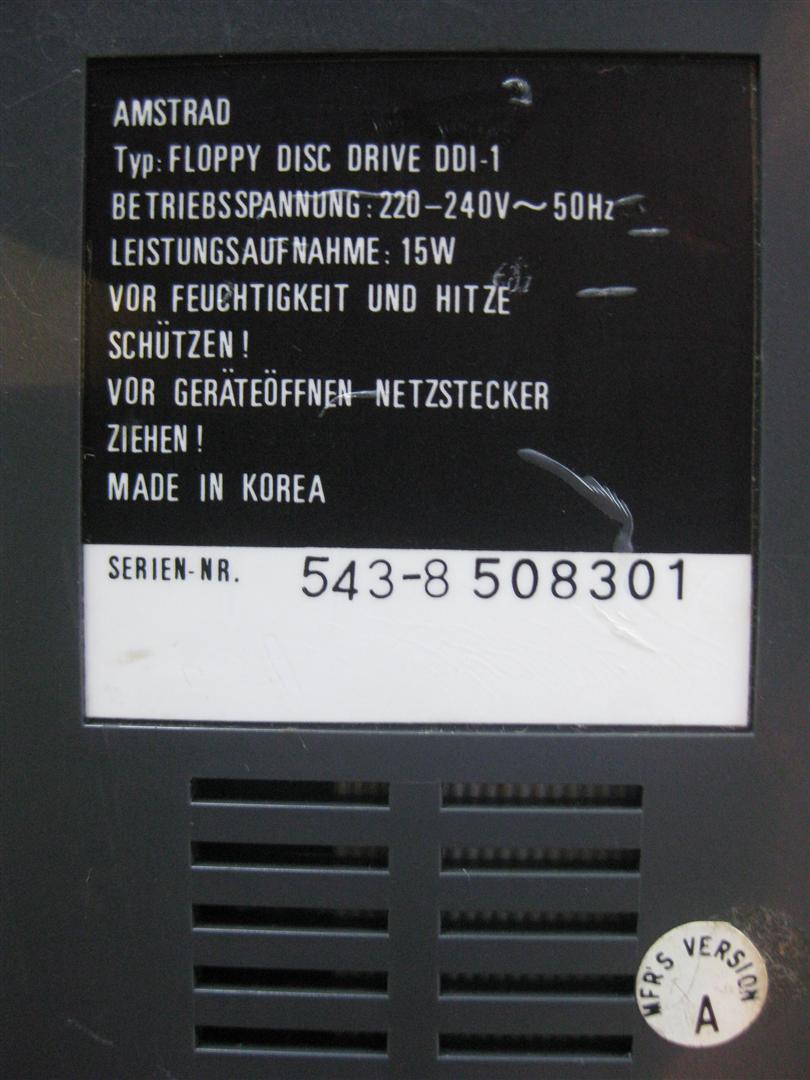 AMSTRAD
Typ: FLOPPY DISC DRIVE DDI-1
BETRIEBSSPANNUNG: 220-240V~50Hz
LEISTUNGSAUFNAHME: 15W
VOR FEUCHTIGKEIT UND HITZE
SCHÜTZEN!
VOR GERÄTEÖFFNEN NETZSTECKER
ZIEHEN!
MADE IN KOREA
SERIEN-NR. 543-8 508301
MFR'S VERSION
A